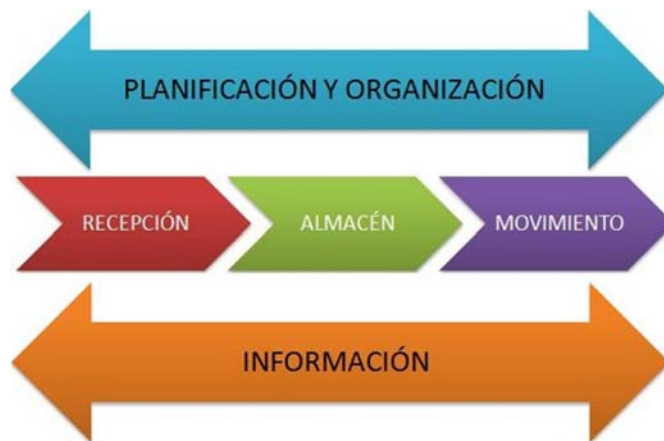 PLANIFICACIÓN Y ORGANIZACIÓN
RECEPCIÓN
ALMACÉN
MOVIMIENTO
INFORMACIÓN